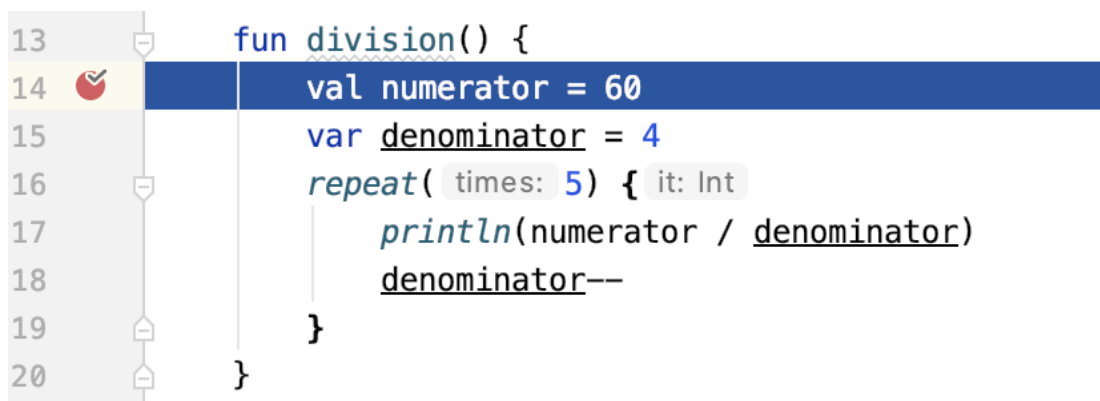 13 fun division() {
14 val numerator = 60
15 var denominator = 4
16 repeat( times: 5) { it: Int
17 println(numerator / denominator)
18 denominator--
19 }
20 }